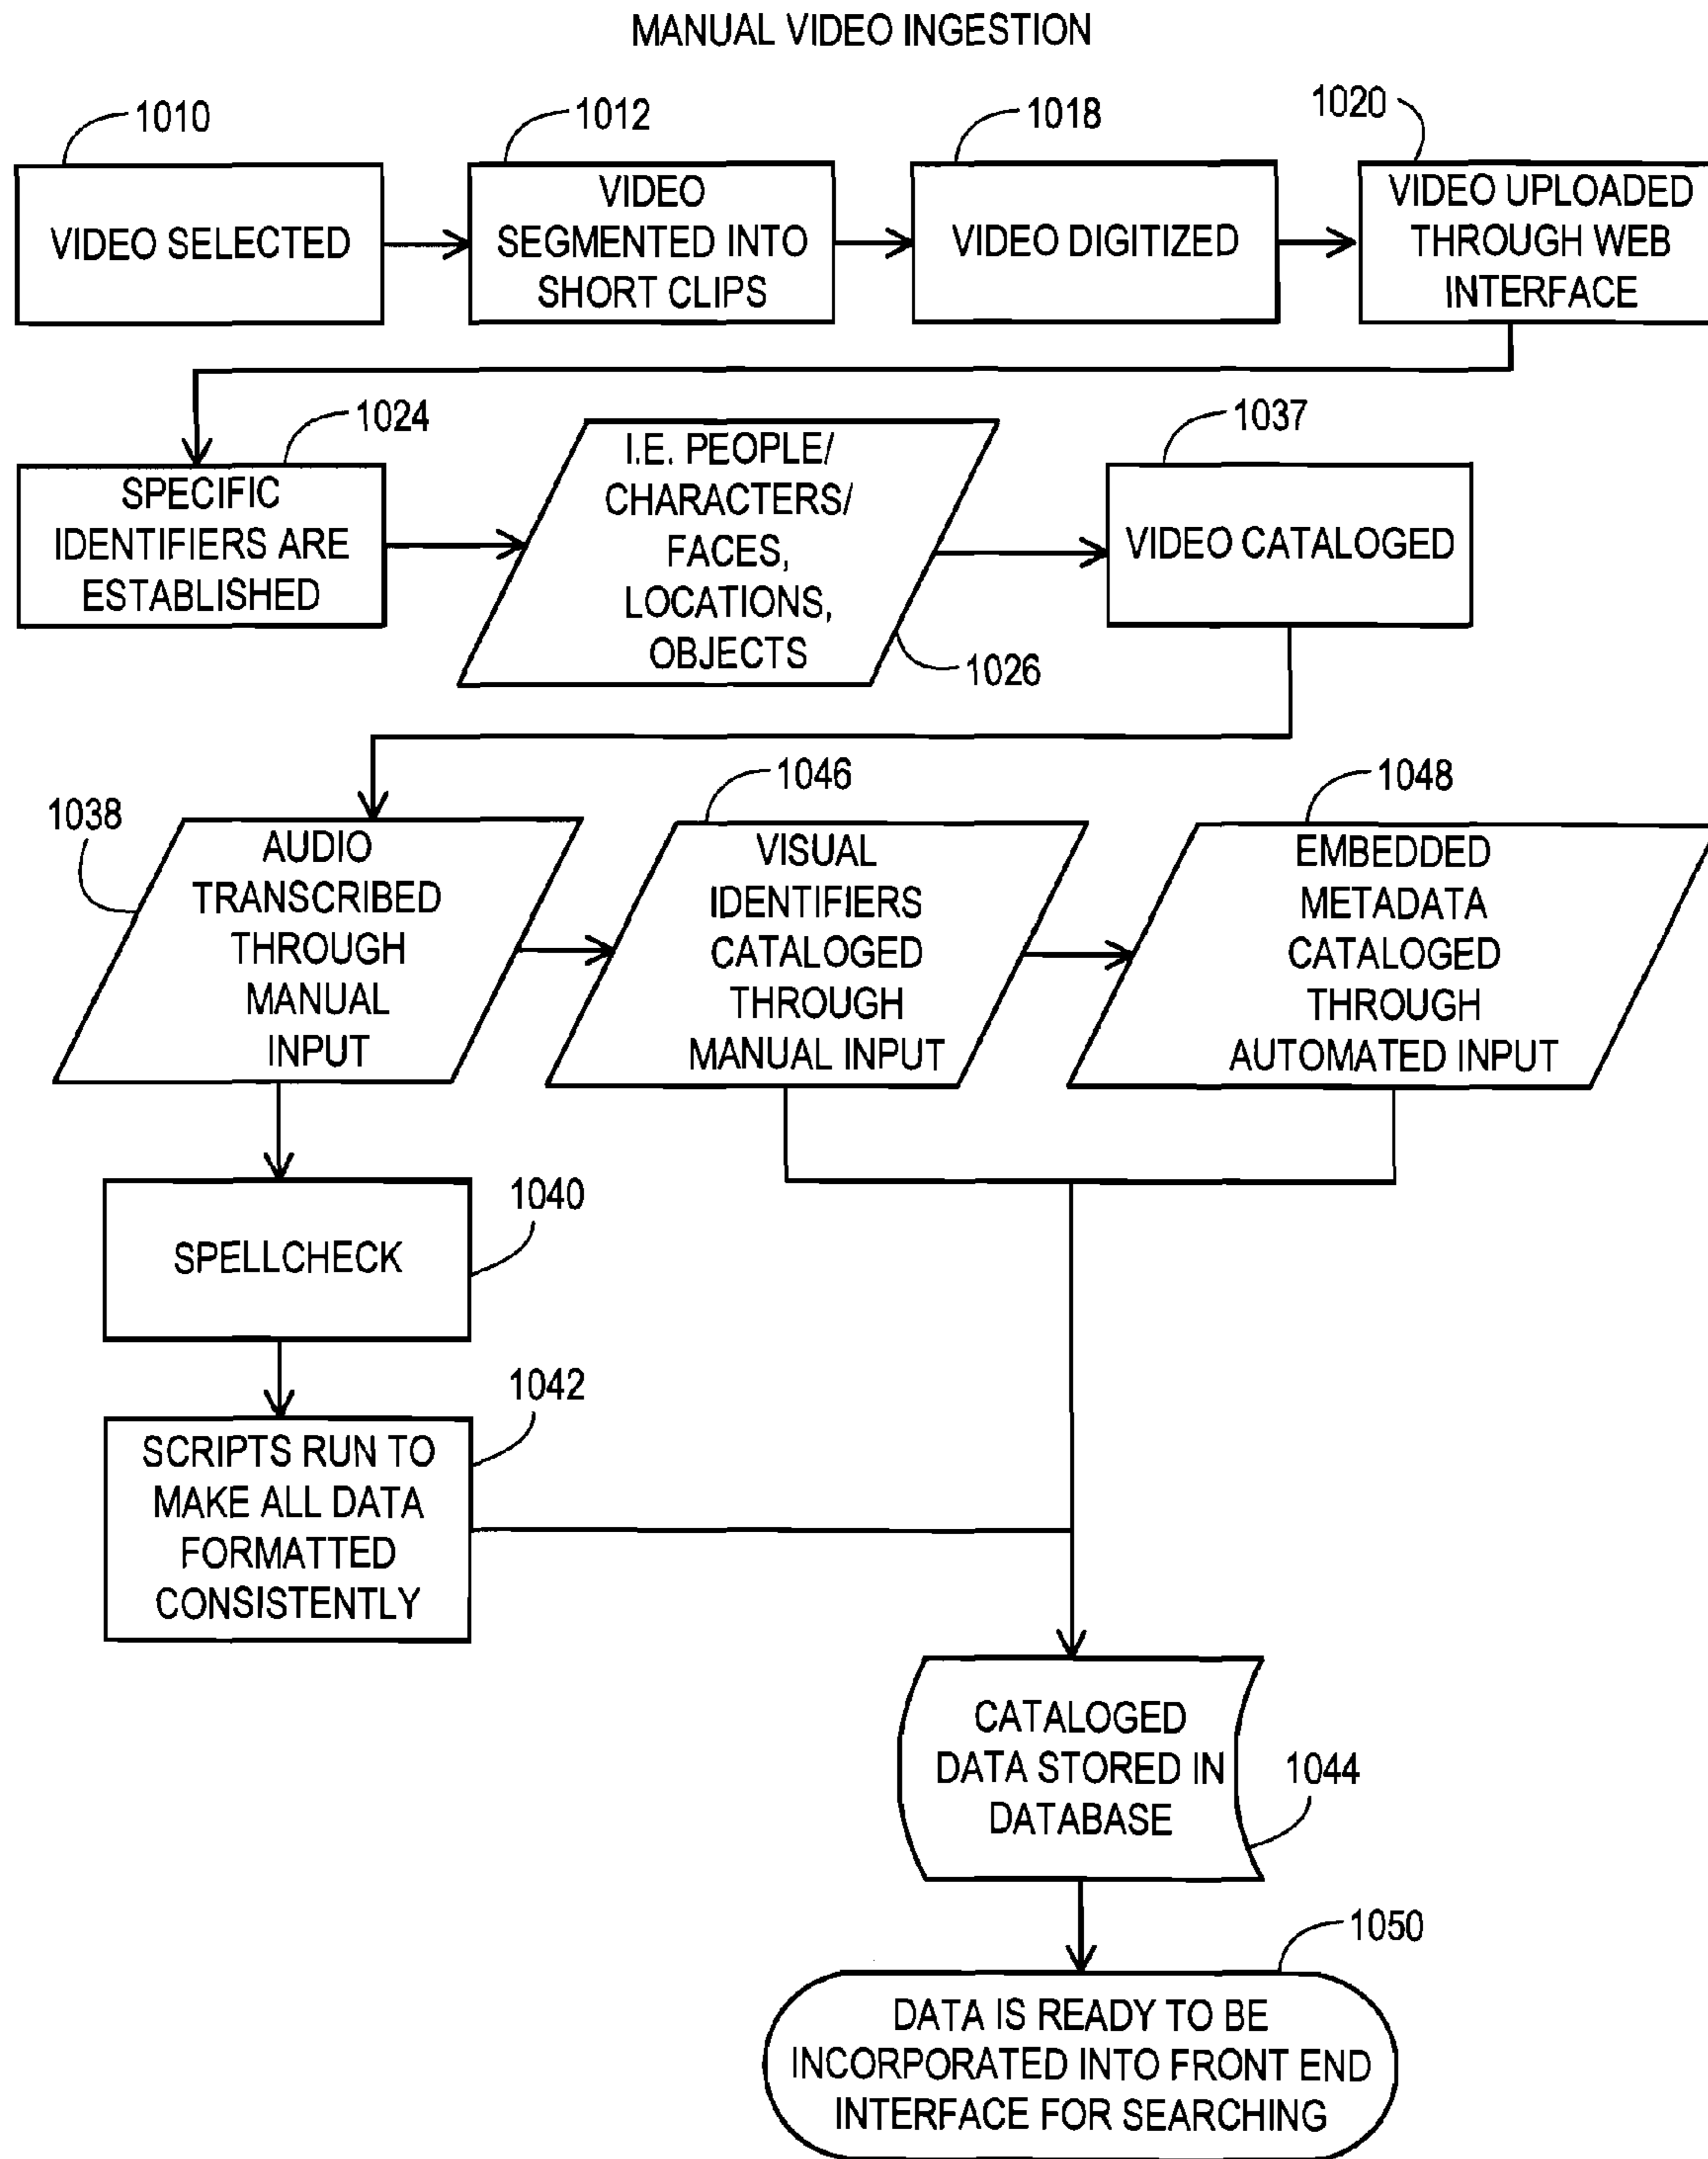 MANUAL VIDEO INGESTION
1010
VIDEO SELECTED
1012
VIDEO
SEGMENTED INTO
SHORT CLIPS
1018
VIDEO DIGITIZED
1020
VIDEO UPLOADED
THROUGH WEB
INTERFACE
1024
SPECIFIC
IDENTIFIERS ARE
ESTABLISHED
I.E. PEOPLE/
CHARACTERS/
FACES,
LOCATIONS,
OBJECTS
1026
1037
VIDEO CATALOGED
1038
AUDIO
TRANSCRIBED
THROUGH
MANUAL
INPUT
1046
VISUAL
IDENTIFIERS
CATALOGED
THROUGH
MANUAL INPUT
1048
EMBEDDED
METADATA
CATALOGED
THROUGH
AUTOMATED INPUT
1040
SPELLCHECK
1042
SCRIPTS RUN TO
MAKE ALL DATA
FORMATTED
CONSISTENTLY
CATALOGED
DATA STORED IN
DATABASE
1044
1050
DATA IS READY TO BE
INCORPORATED INTO FRONT END
INTERFACE FOR SEARCHING